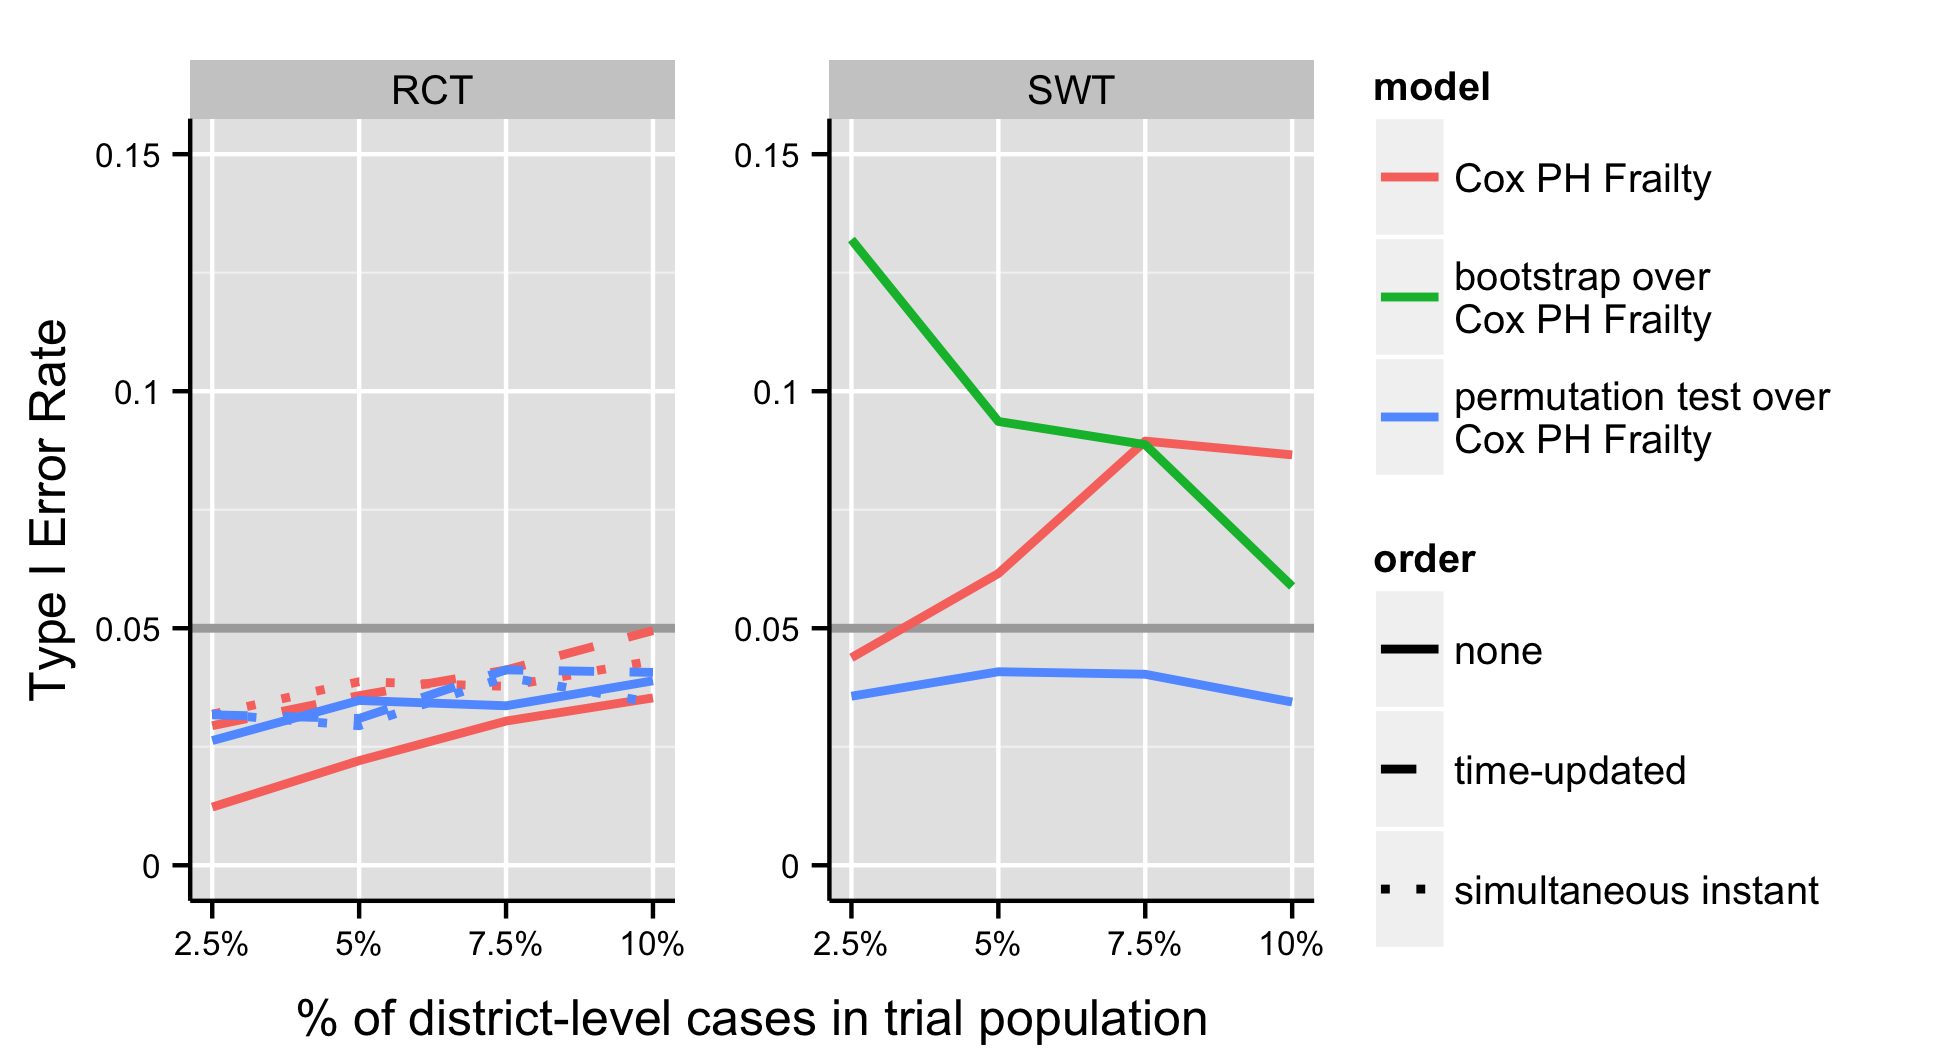 RCT
SWT
Type I Error Rate
0.15
0.1
0.05
0
0.15
0.1
0.05
0
2.5%
5%
7.5%
10%
2.5%
5%
7.5%
10%
% of district-level cases in trial population
model
Cox PH Frailty
bootstrap over
Cox PH Frailty
permutation test over
Cox PH Frailty
order
none
time-updated
simultaneous instant